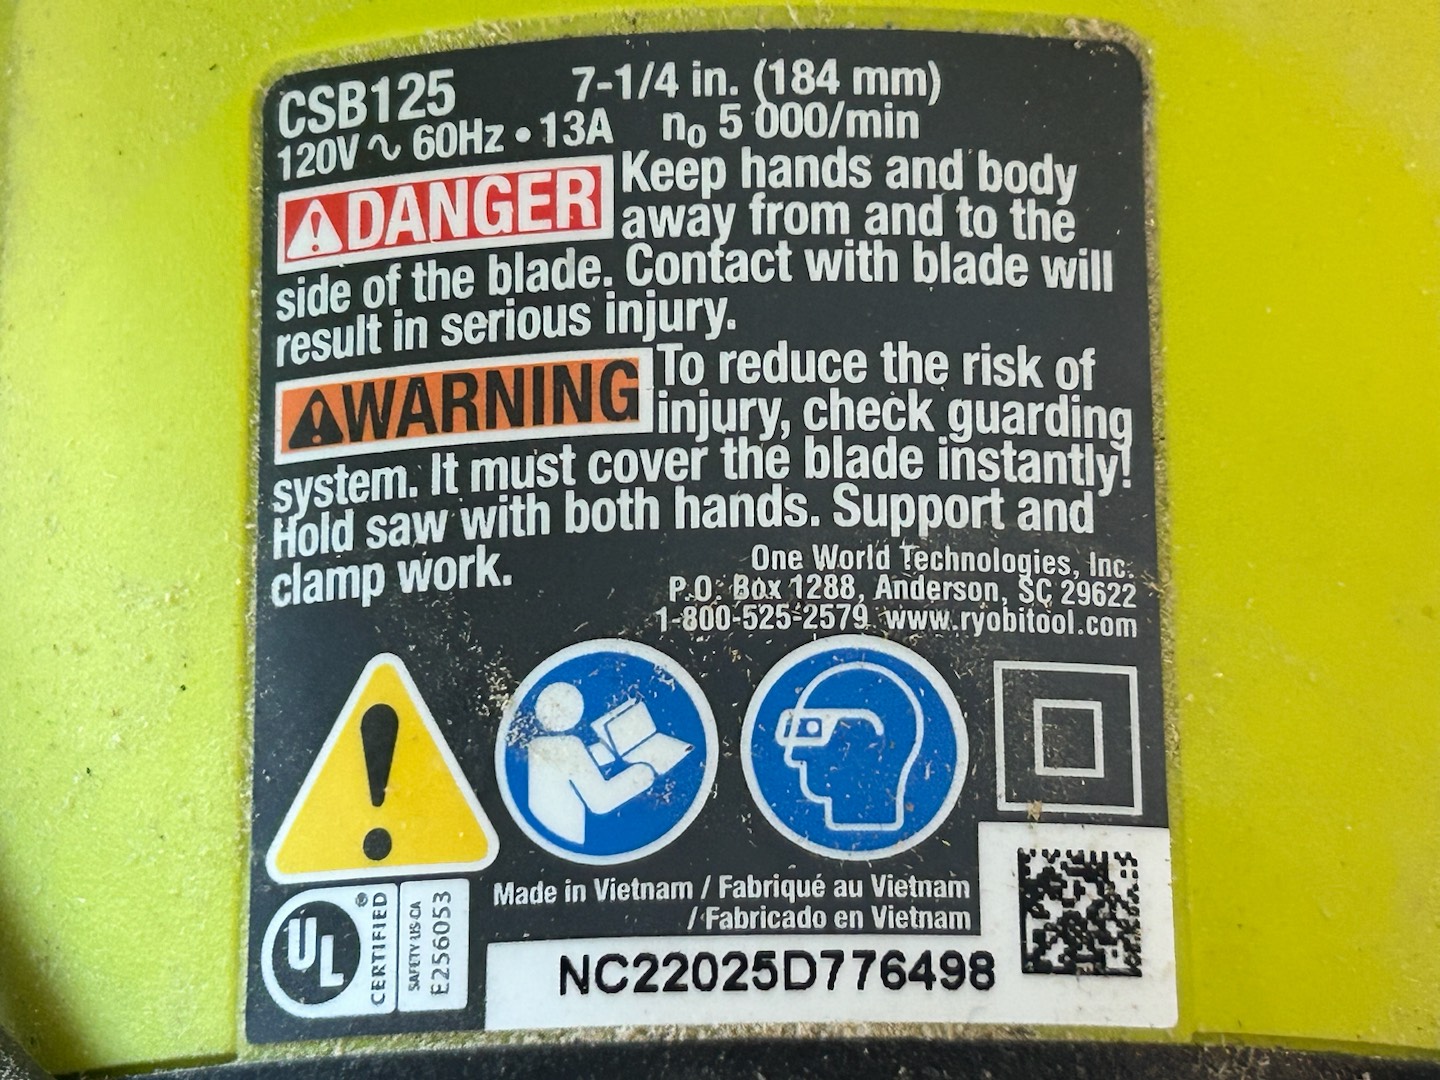 CSB125 7-1/4 in. (184 mm)
120V ∿ 60Hz • 13A n₀ 5 000/min
DANGER Keep hands and body
away from and to the
side of the blade. Contact with blade will
result in serious injury.
WARNING To reduce the risk of
injury, check guarding
system. It must cover the blade instantly!
Hold saw with both hands. Support and
clamp work.
One World Technologies, Inc.
P.O. Box 1288, Anderson, SC 29622
1-800-525-2579 www.ryobitool.com
Made in Vietnam / Fabriqué au Vietnam
/ Fabricado en Vietnam
UL ® CERTIFIED
SAFETY US-CA
E256053
NC22025D776498